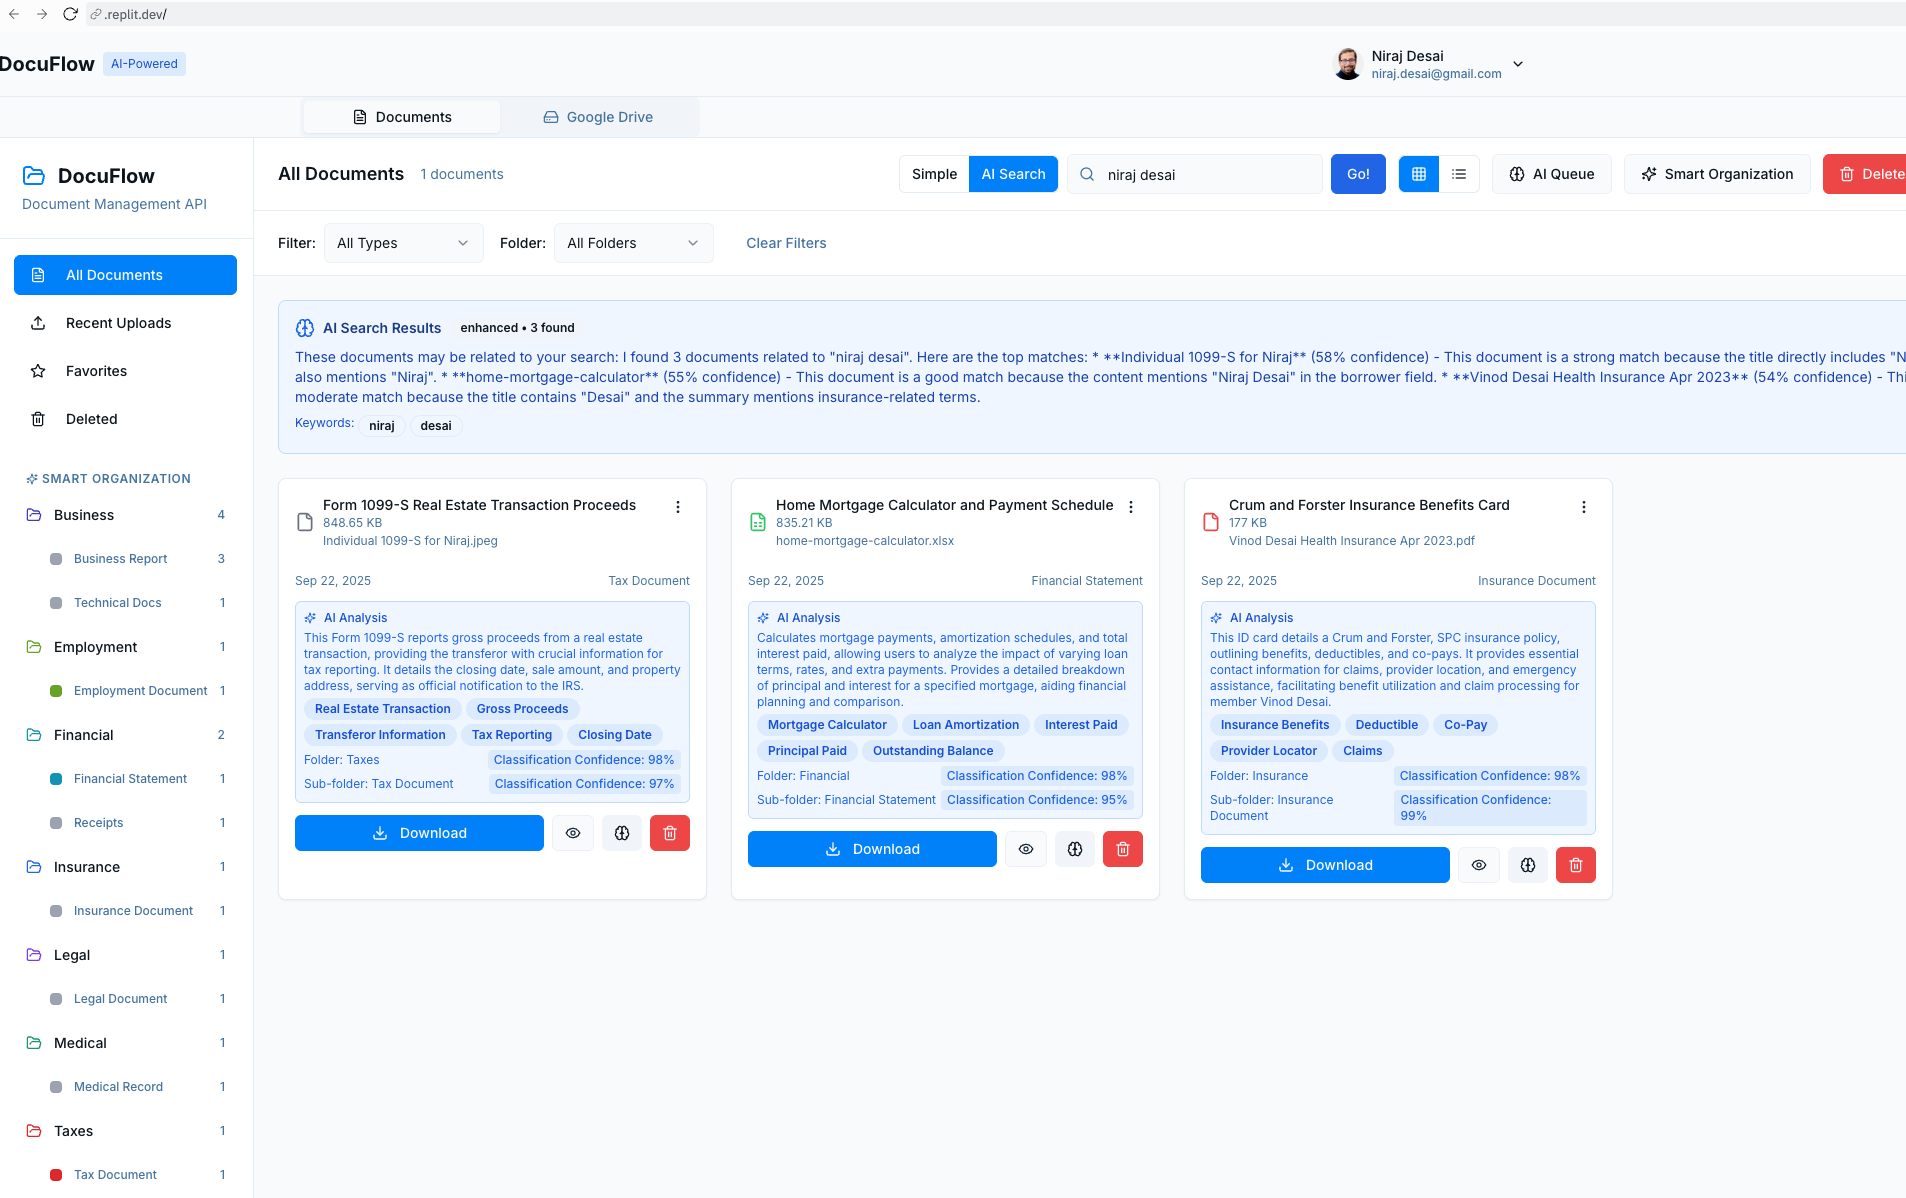 .replit.dev/
DocuFlow AI-Powered
Niraj Desai
niraj.desai@gmail.com
Documents Google Drive
DocuFlow
Document Management API
All Documents 1 documents
Simple AI Search niraj desai Go! AI Queue Smart Organization Delete
Filter: All Types Folder: All Folders Clear Filters
All Documents
Recent Uploads
Favorites
Deleted
SMART ORGANIZATION
Business 4
Business Report 3
Technical Docs 1
Employment 1
Employment Document 1
Financial 2
Financial Statement 1
Receipts 1
Insurance 1
Insurance Document 1
Legal 1
Legal Document 1
Medical 1
Medical Record 1
Taxes 1
Tax Document 1
AI Search Results enhanced • 3 found
These documents may be related to your search: I found 3 documents related to "niraj desai". Here are the top matches: * **Individual 1099-S for Niraj** (58% confidence) - This document is a strong match because the title directly includes "N
also mentions "Niraj". * **home-mortgage-calculator** (55% confidence) - This document is a good match because the content mentions "Niraj Desai" in the borrower field. * **Vinod Desai Health Insurance Apr 2023** (54% confidence) - Thi
moderate match because the title contains "Desai" and the summary mentions insurance-related terms.
Keywords: niraj desai
Form 1099-S Real Estate Transaction Proceeds
848.65 KB
Individual 1099-S for Niraj.jpeg
Sep 22, 2025 Tax Document
AI Analysis
This Form 1099-S reports gross proceeds from a real estate
transaction, providing the transferor with crucial information for
tax reporting. It details the closing date, sale amount, and property
address, serving as official notification to the IRS.
Real Estate Transaction Gross Proceeds
Transferor Information Tax Reporting Closing Date
Folder: Taxes Classification Confidence: 98%
Sub-folder: Tax Document Classification Confidence: 97%
Download
Home Mortgage Calculator and Payment Schedule
835.21 KB
home-mortgage-calculator.xlsx
Sep 22, 2025 Financial Statement
AI Analysis
Calculates mortgage payments, amortization schedules, and total
interest paid, allowing users to analyze the impact of varying loan
terms, rates, and extra payments. Provides a detailed breakdown
of principal and interest for a specified mortgage, aiding financial
planning and comparison.
Mortgage Calculator Loan Amortization Interest Paid
Principal Paid Outstanding Balance
Folder: Financial Classification Confidence: 98%
Sub-folder: Financial Statement Classification Confidence: 95%
Download
Crum and Forster Insurance Benefits Card
177 KB
Vinod Desai Health Insurance Apr 2023.pdf
Sep 22, 2025 Insurance Document
AI Analysis
This ID card details a Crum and Forster, SPC insurance policy,
outlining benefits, deductibles, and co-pays. It provides essential
contact information for claims, provider location, and emergency
assistance, facilitating benefit utilization and claim processing for
member Vinod Desai.
Insurance Benefits Deductible Co-Pay
Provider Locator Claims
Folder: Insurance Classification Confidence: 98%
Sub-folder: Insurance Classification Confidence:
Document 99%
Download